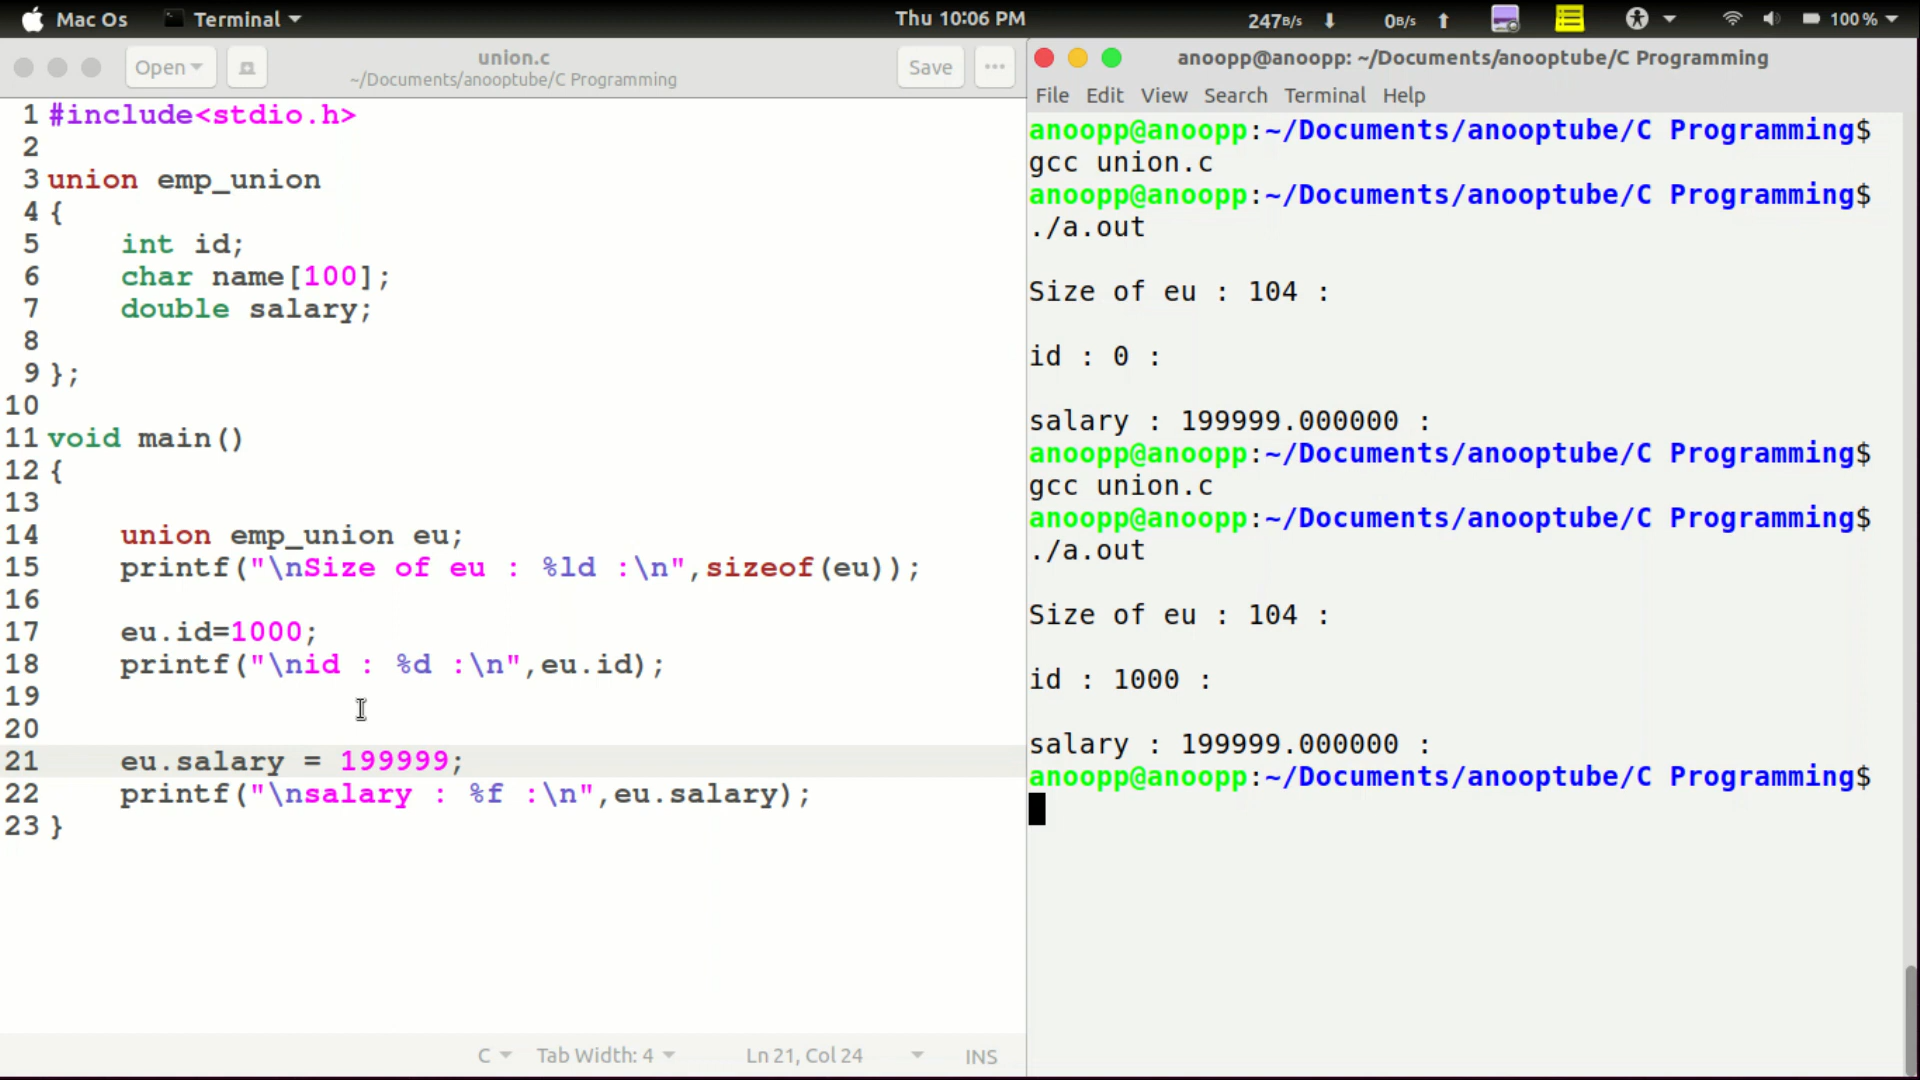 Mac Os Terminal Thu 10:06 PM 247B/s 0B/s 100 %
Open union.c Save ...
~/Documents/anooptube/C Programming
1 #include<stdio.h>
2
3 union emp_union
4 {
5 int id;
6 char name[100];
7 double salary;
8
9 };
10
11 void main()
12 {
13
14 union emp_union eu;
15 printf("\nSize of eu : %ld :\n",sizeof(eu));
16
17 eu.id=1000;
18 printf("\nid : %d :\n",eu.id);
19
20
21 eu.salary = 199999;
22 printf("\nsalary : %f :\n",eu.salary);
23 }
C Tab Width: 4 Ln 21, Col 24 INS
anoopp@anoopp: ~/Documents/anooptube/C Programming
File Edit View Search Terminal Help
anoopp@anoopp:~/Documents/anooptube/C Programming$
gcc union.c
anoopp@anoopp:~/Documents/anooptube/C Programming$
./a.out
Size of eu : 104 :
id : 0 :
salary : 199999.000000 :
anoopp@anoopp:~/Documents/anooptube/C Programming$
gcc union.c
anoopp@anoopp:~/Documents/anooptube/C Programming$
./a.out
Size of eu : 104 :
id : 1000 :
salary : 199999.000000 :
anoopp@anoopp:~/Documents/anooptube/C Programming$